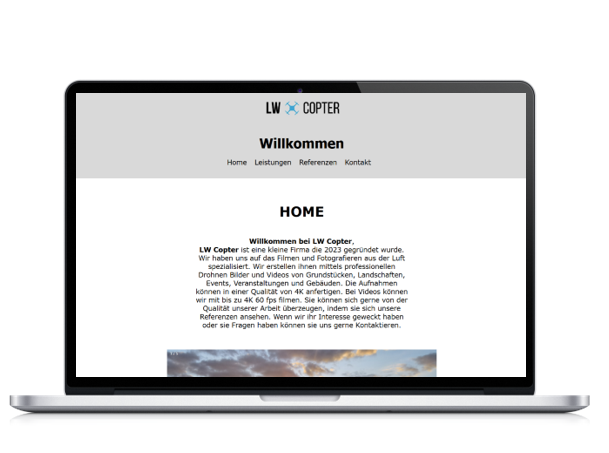 LW COPTER
Willkommen
Home Leistungen Referenzen Kontakt
HOME
Willkommen bei LW Copter,
LW Copter ist eine kleine Firma die 2023 gegründet wurde.
Wir haben uns auf das Filmen und Fotografieren aus der Luft
spezialisiert. Wir erstellen ihnen mittels professionellen
Drohnen Bilder und Videos von Grundstücken, Landschaften,
Events, Veranstaltungen und Gebäuden. Die Aufnahmen
können in einer Qualität von 4K anfertigen. Bei Videos können
wir mit bis zu 4K 60 fps filmen. Sie können sich gerne von der
Qualität unserer Arbeit überzeugen, indem sie sich unsere
Referenzen ansehen. Wenn wir ihr Interesse geweckt haben
oder sie Fragen haben können sie uns gerne Kontaktieren.